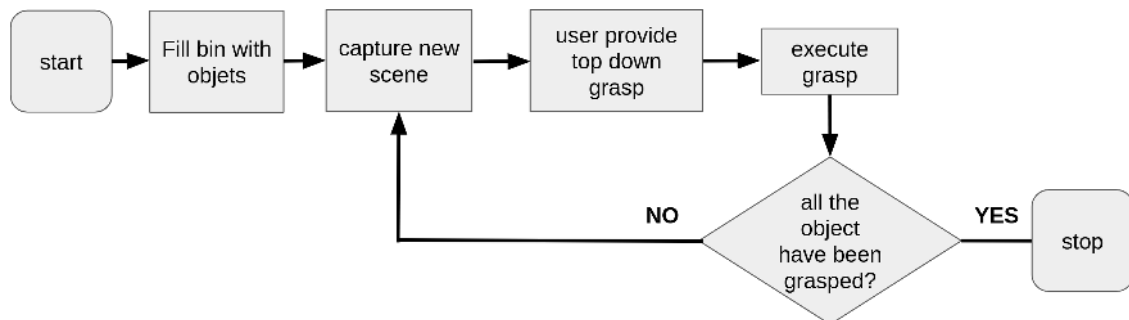 start
Fill bin with
objets
capture new
scene
user provide
top down
grasp
execute
grasp
all the
object
have been
grasped?
NO
YES
stop